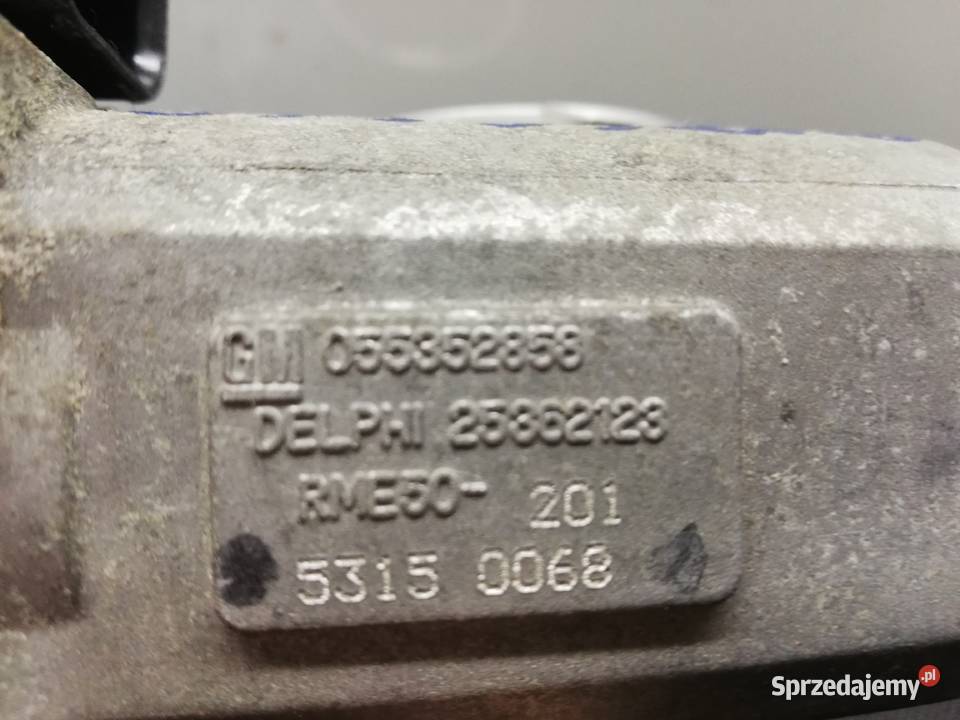 GM 055352858
DELPHI 25862123
RME50- 201
5315 0068
Sprzedajemy.pl